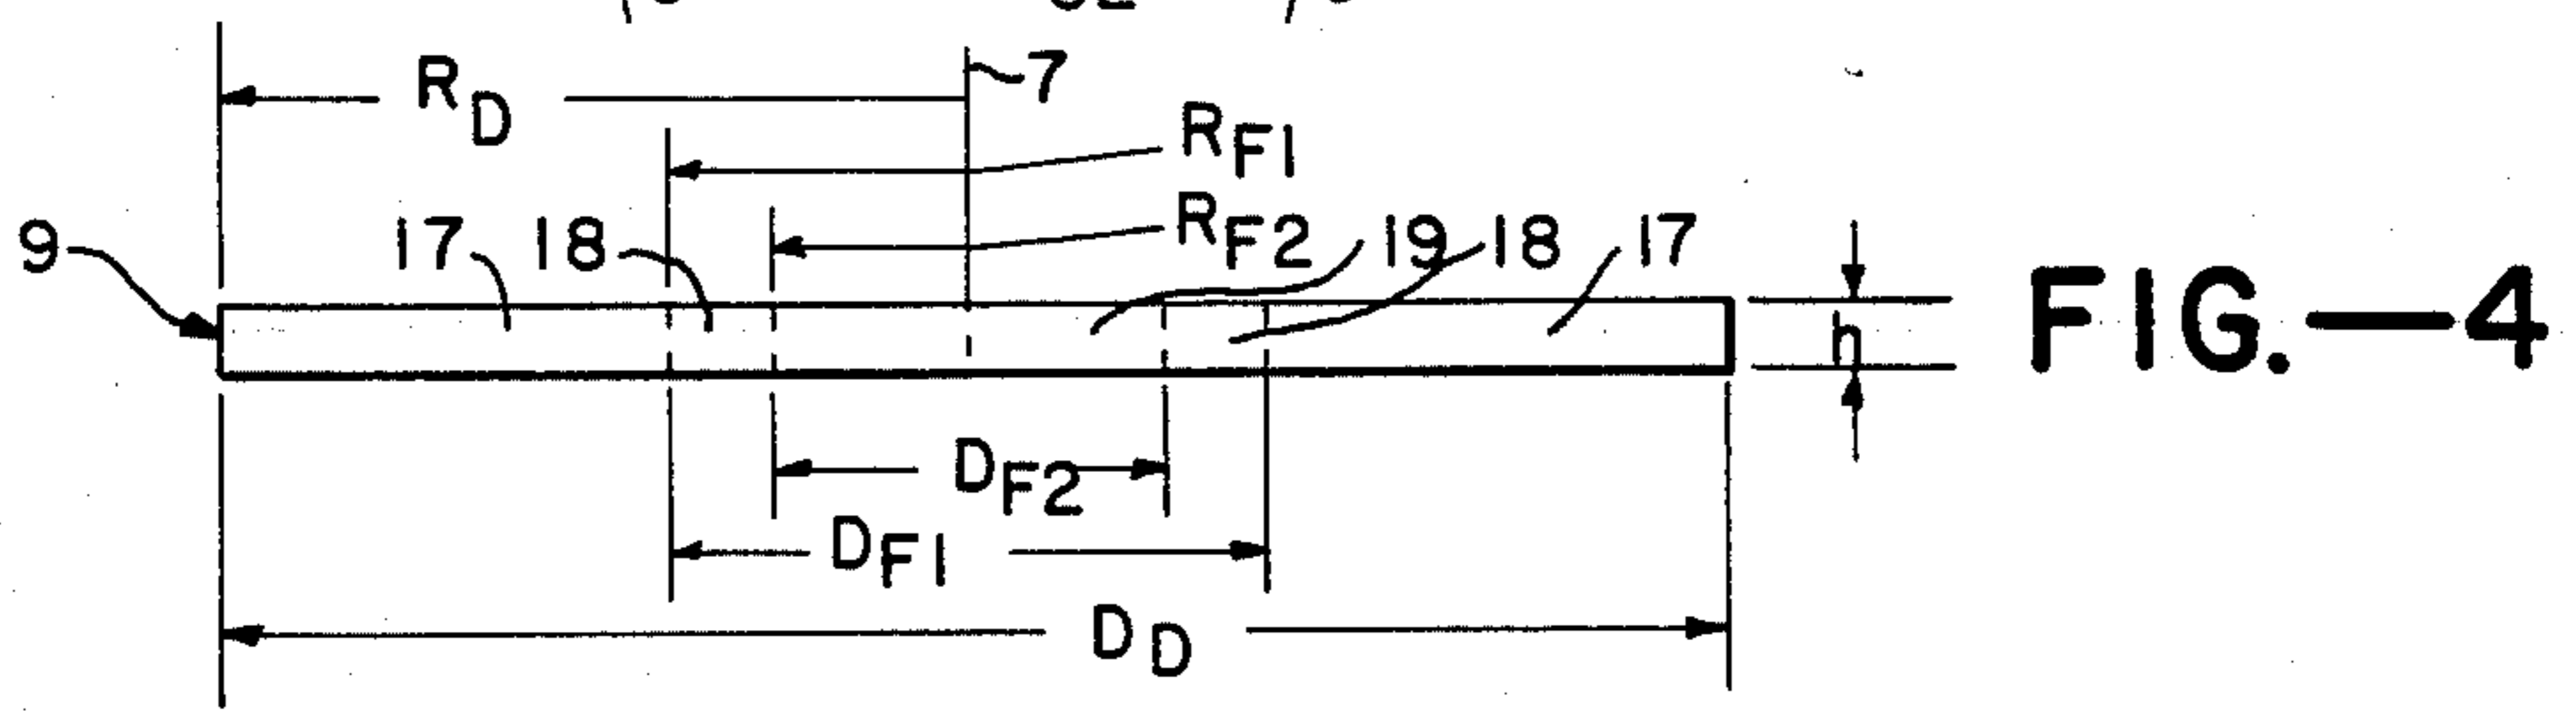 R_D 7
R_F1
R_F2
9 17 18 19 18 17
h
FIG.—4
D_F2
D_F1
D_D